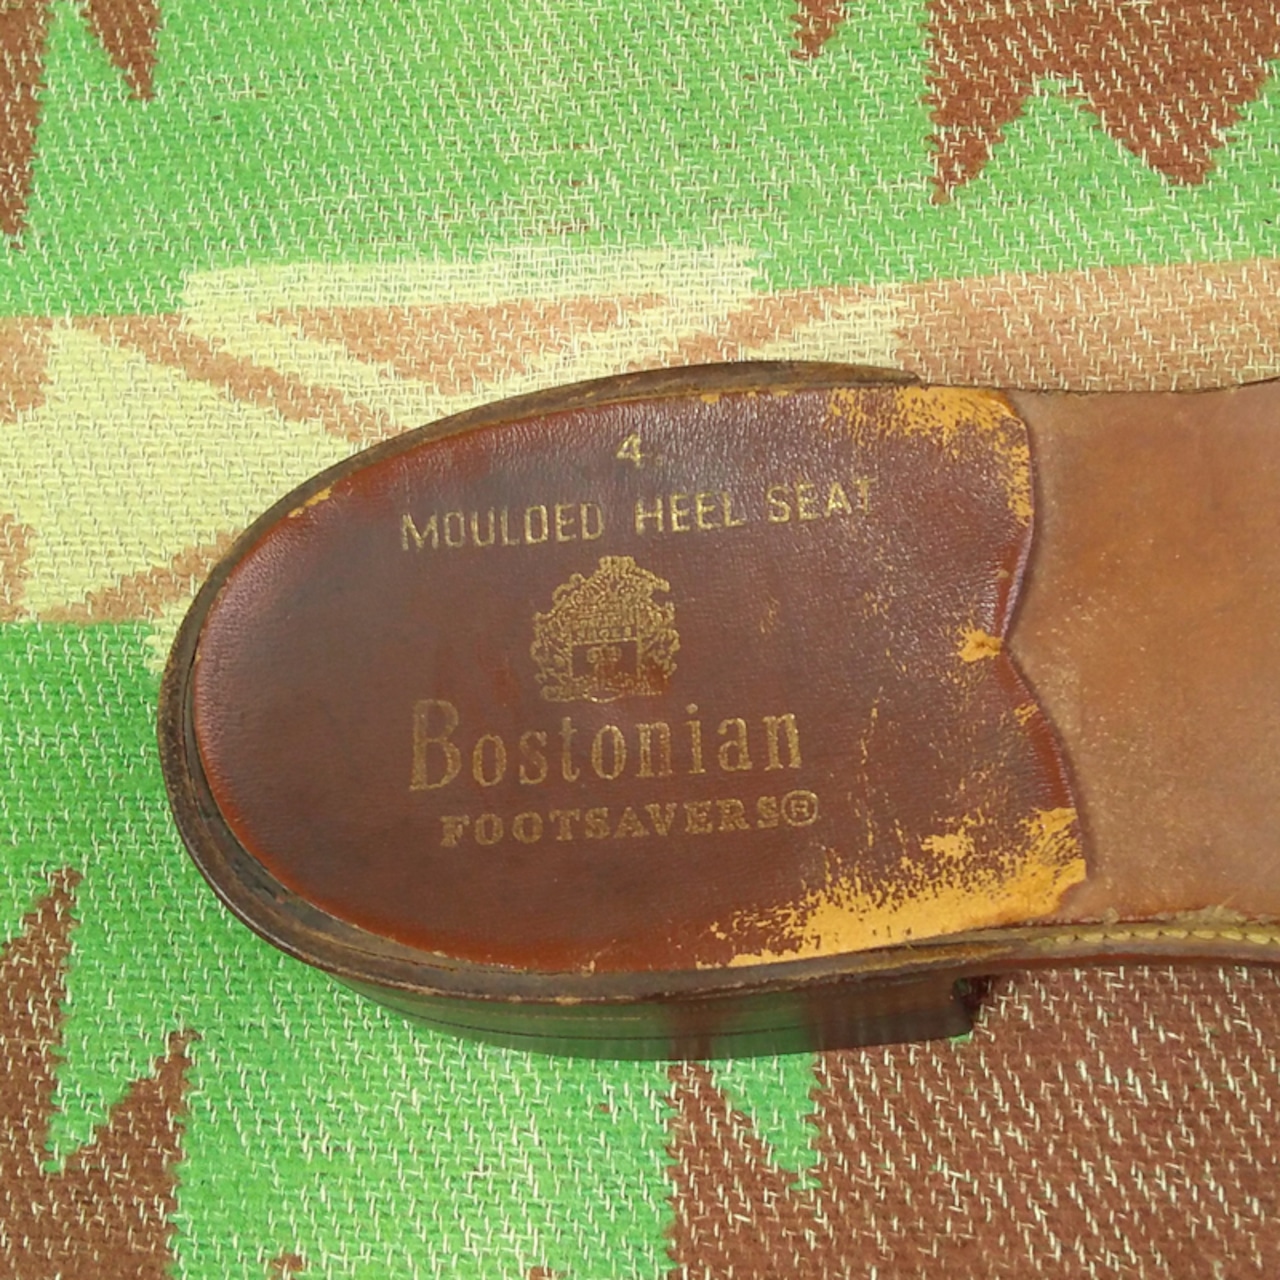 4
MOULDED HEEL SEAT
Bostonian
FOOTSAVERS®